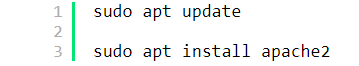 1 sudo apt update
2
3 sudo apt install apache2